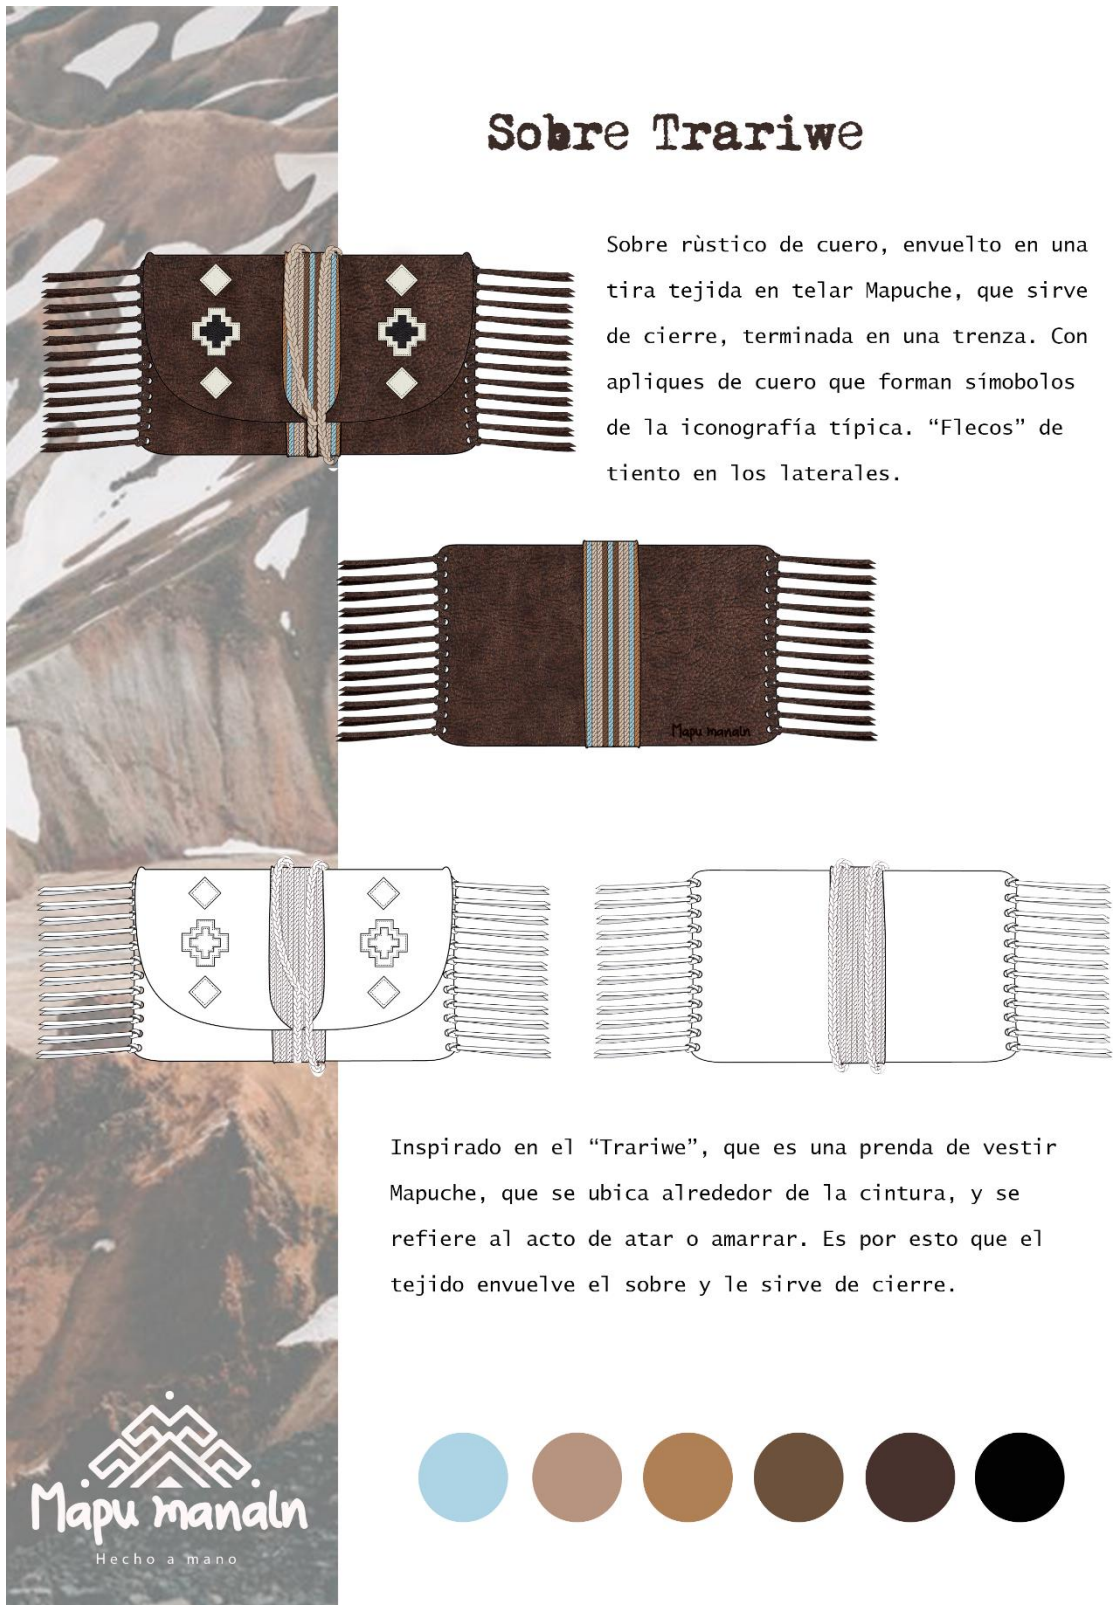 Sobre Trariwe
Sobre rùstico de cuero, envuelto en una
tira tejida en telar Mapuche, que sirve
de cierre, terminada en una trenza. Con
apliques de cuero que forman símobolos
de la iconografía típica. “Flecos” de
tiento en los laterales.
Mapu manaln
Inspirado en el “Trariwe”, que es una prenda de vestir
Mapuche, que se ubica alrededor de la cintura, y se
refiere al acto de atar o amarrar. Es por esto que el
tejido envuelve el sobre y le sirve de cierre.
Mapu manaln
Hecho a mano